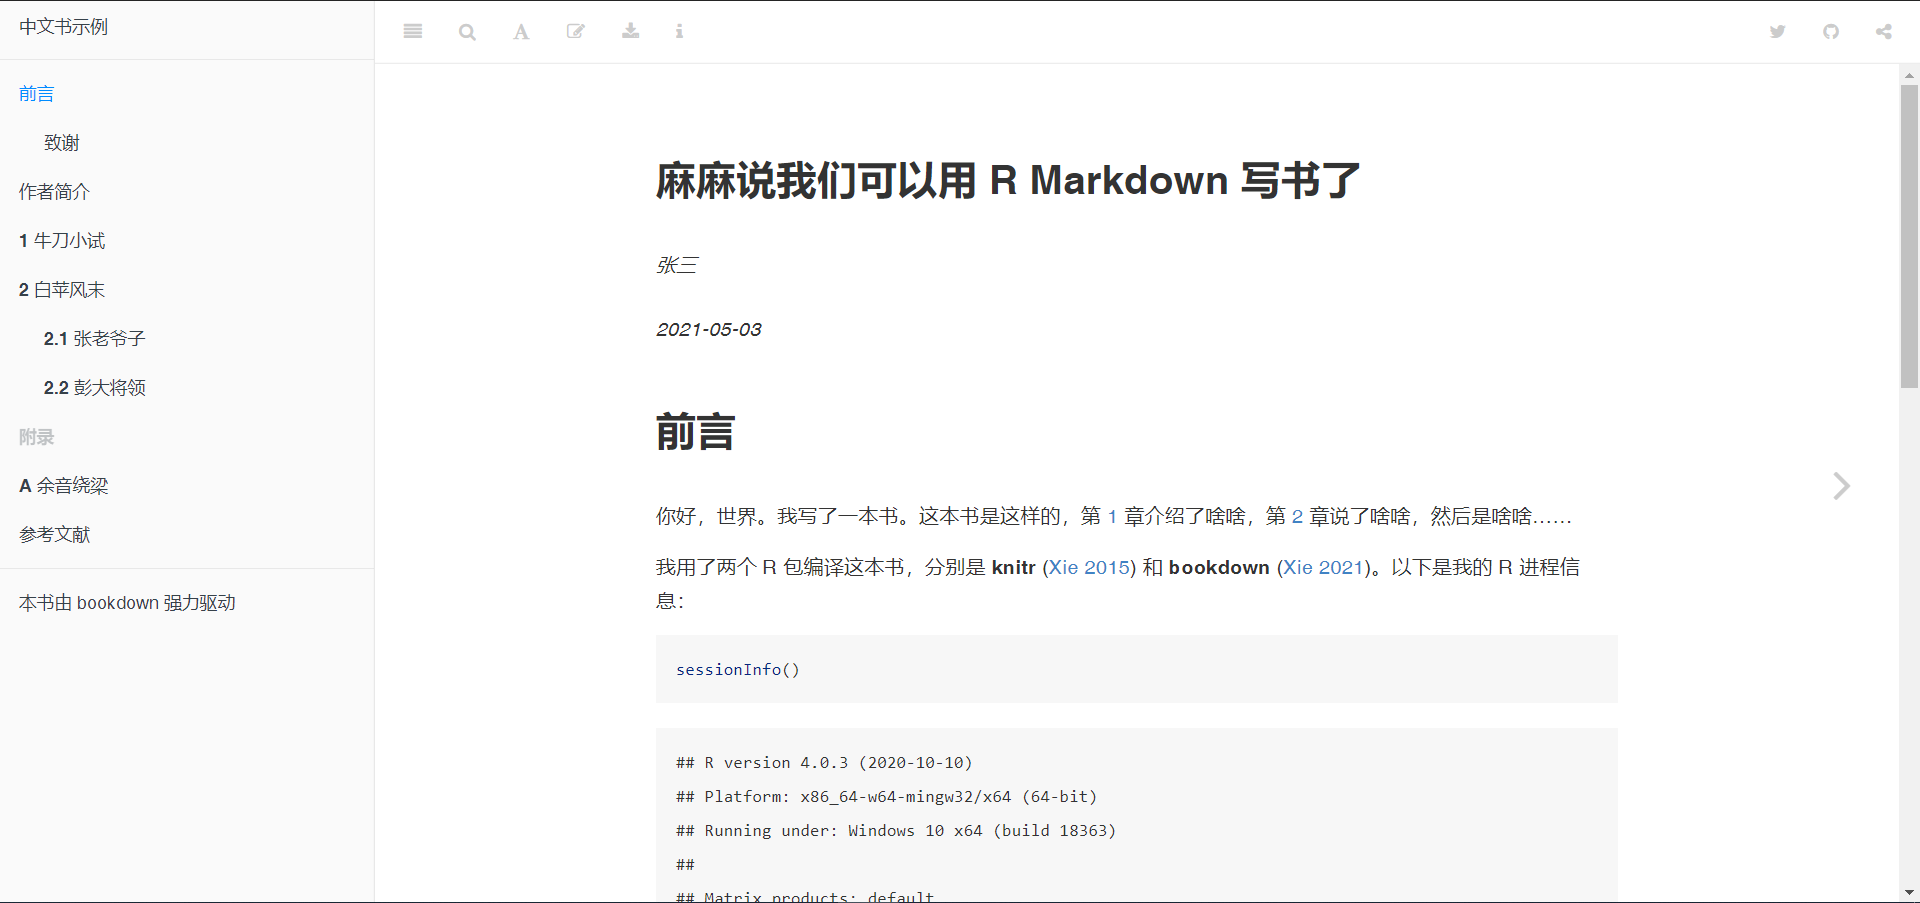 中文书示例
前言
致谢
作者简介
1 牛刀小试
2 白苹风末
2.1 张老爷子
2.2 彭大将领
附录
A 余音绕梁
参考文献
本书由 bookdown 强力驱动
麻麻说我们可以用 R Markdown 写书了
张三
2021-05-03
前言
你好，世界。我写了一本书。这本书是这样的，第 1 章介绍了啥啥，第 2 章说了啥啥，然后是啥啥……
我用了两个 R 包编译这本书，分别是 knitr (Xie 2015) 和 bookdown (Xie 2021)。以下是我的 R 进程信
息：
sessionInfo()
## R version 4.0.3 (2020-10-10)
## Platform: x86_64-w64-mingw32/x64 (64-bit)
## Running under: Windows 10 x64 (build 18363)
##
## Matrix products: default